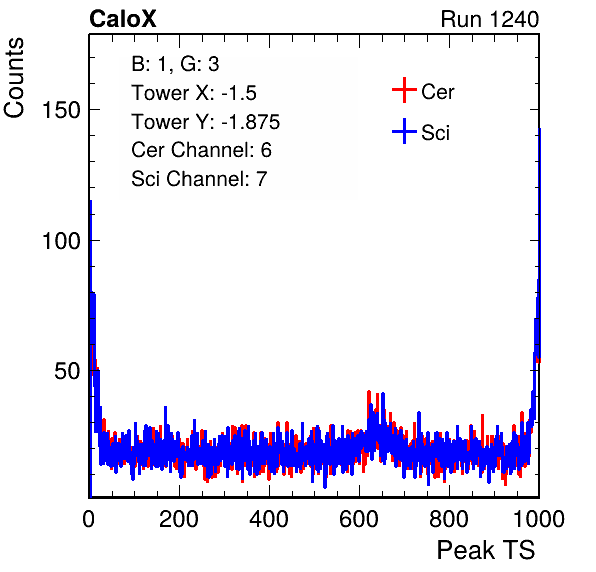 CaloX Run 1240
Counts
B: 1, G: 3
Tower X: -1.5
Tower Y: -1.875
Cer Channel: 6
Sci Channel: 7
Cer
Sci
150
100
50
0 200 400 600 800 1000
Peak TS